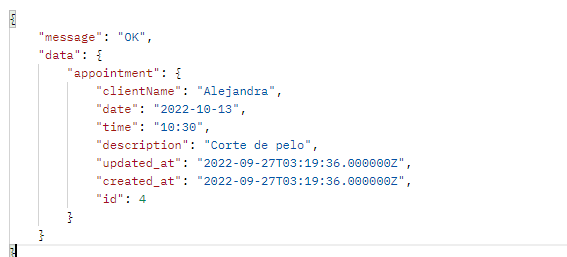 {
    "message": "OK",
    "data": {
        "appointment": {
            "clientName": "Alejandra",
            "date": "2022-10-13",
            "time": "10:30",
            "description": "Corte de pelo",
            "updated_at": "2022-09-27T03:19:36.000000Z",
            "created_at": "2022-09-27T03:19:36.000000Z",
            "id": 4
        }
    }
}